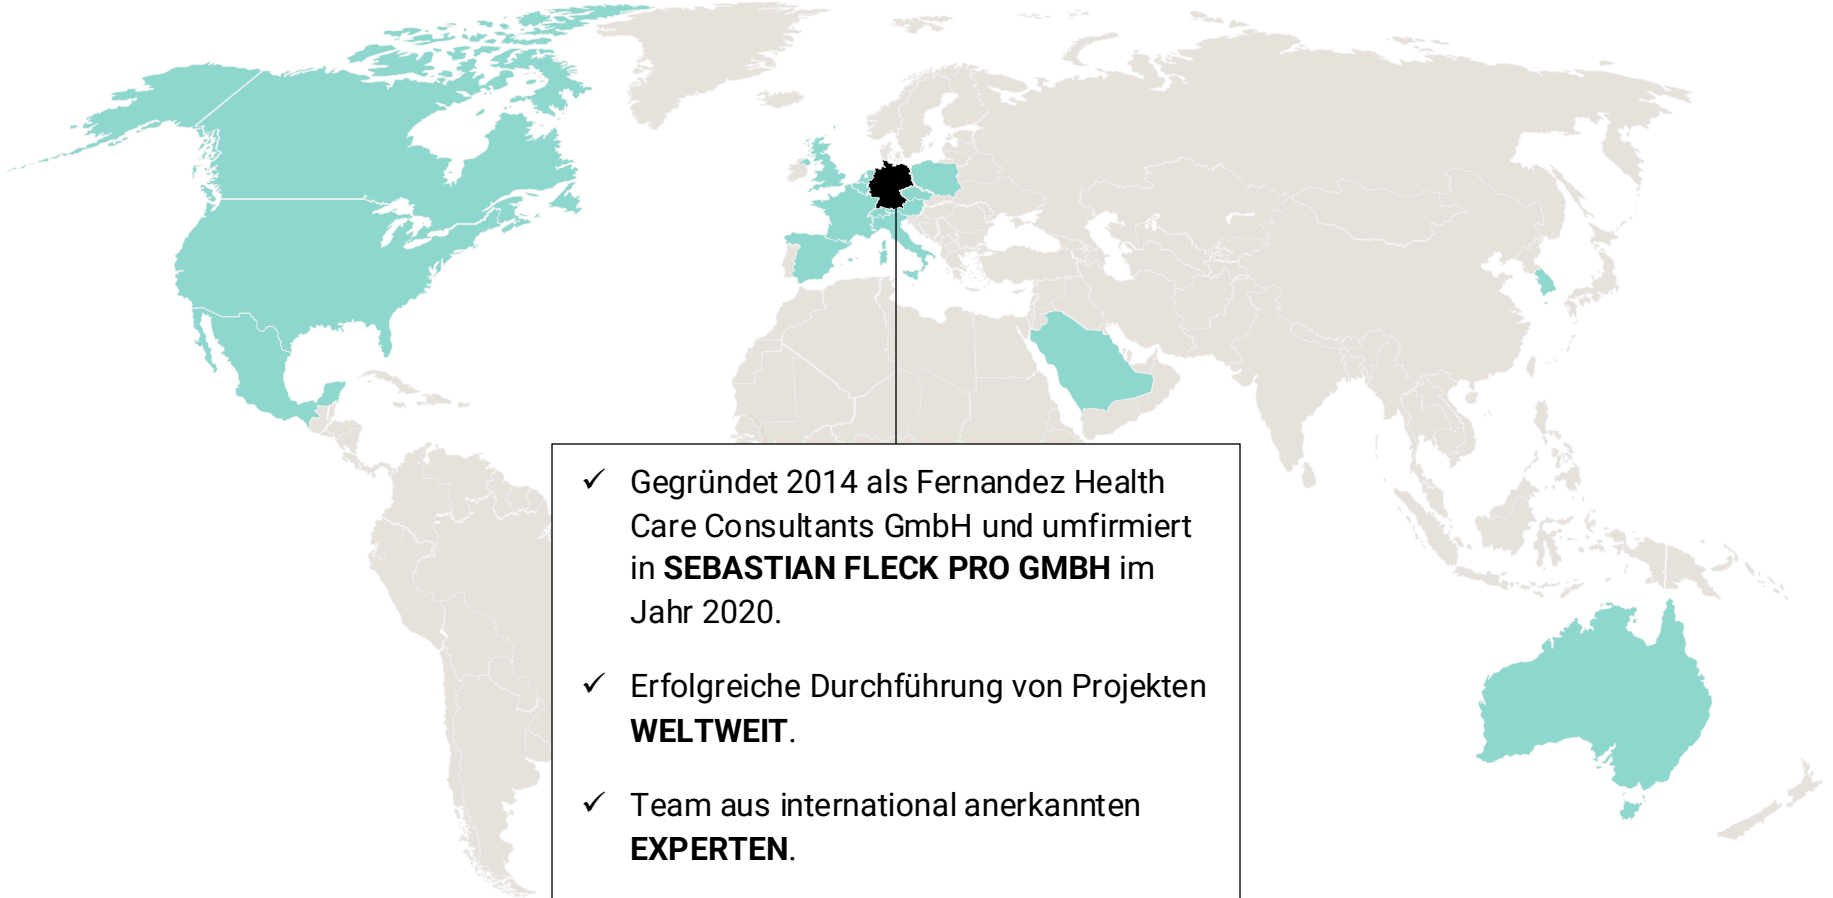 ✓ Gegründet 2014 als Fernandez Health
Care Consultants GmbH und umfirmiert
in SEBASTIAN FLECK PRO GMBH im
Jahr 2020.
✓ Erfolgreiche Durchführung von Projekten
WELTWEIT.
✓ Team aus international anerkannten
EXPERTEN.